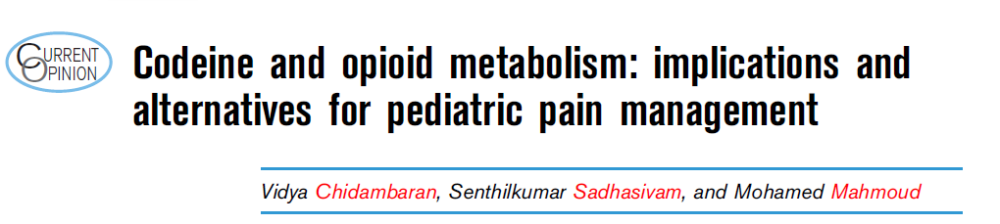 CURRENT
OPINION
Codeine and opioid metabolism: implications and
alternatives for pediatric pain management
Vidya Chidambaran, Senthilkumar Sadhasivam, and Mohamed Mahmoud